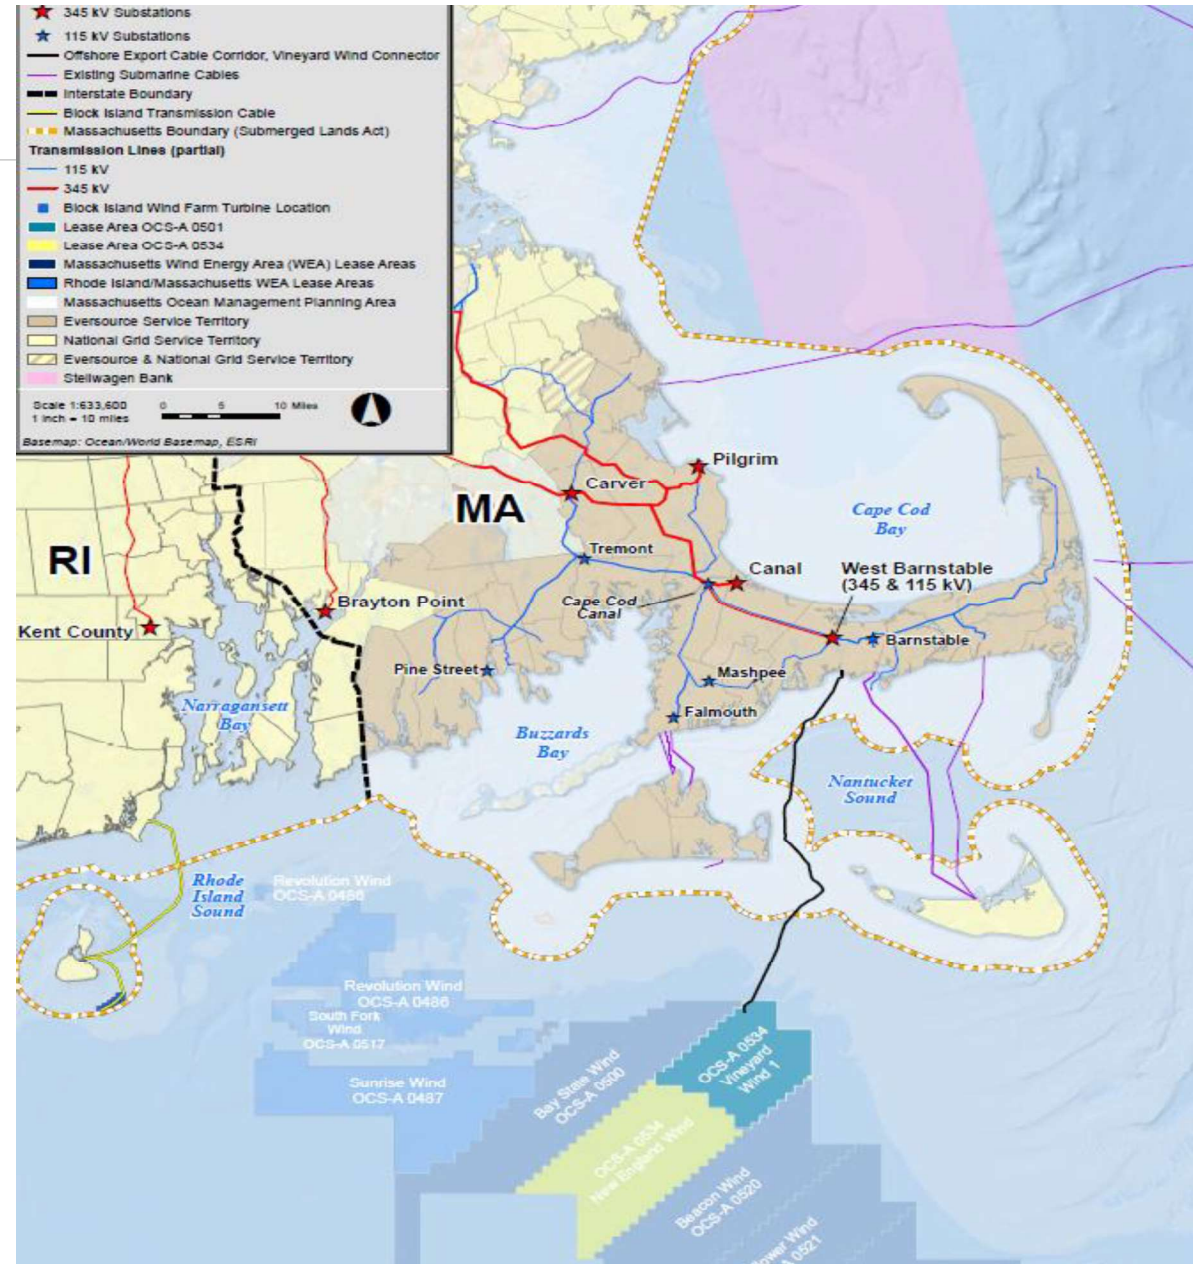 345 kV Substations
115 kV Substations
Offshore Export Cable Corridor, Vineyard Wind Connector
Existing Submarine Cables
Interstate Boundary
Block Island Transmission Cable
Massachusetts Boundary (Submerged Lands Act)
Transmission Lines (partial)
115 kV
345 kV
Block Island Wind Farm Turbine Location
Lease Area OCS-A 0501
Lease Area OCS-A 0534
Massachusetts Wind Energy Area (WEA) Lease Areas
Rhode Island/Massachusetts WEA Lease Areas
Massachusetts Ocean Management Planning Area
Eversource Service Territory
National Grid Service Territory
Eversource & National Grid Service Territory
Stellwagen Bank
Scale 1:633,600
1 inch = 10 miles
0 5 10 Miles
Basemap: Ocean/World Basemap, ESRI
Pilgrim
Carver
MA
Cape Cod
Bay
RI
Tremont
Canal
West Barnstable
(345 & 115 kV)
Cape Cod
Canal
Brayton Point
Kent County
Barnstable
Pine Street
Mashpee
Falmouth
Narragansett
Bay
Buzzards
Bay
Nantucket
Sound
Rhode
Island
Sound
Revolution Wind
OCS-A 0486
Revolution Wind
OCS-A 0486
South Fork
Wind
OCS-A 0517
Sunrise Wind
OCS-A 0487
Bay State Wind
OCS-A 0500
OCS-A 0534
Vineyard
Wind 1
OCS-A 0534
New England Wind
Beacon Wind
OCS-A 0520
ower Wind
A 0521